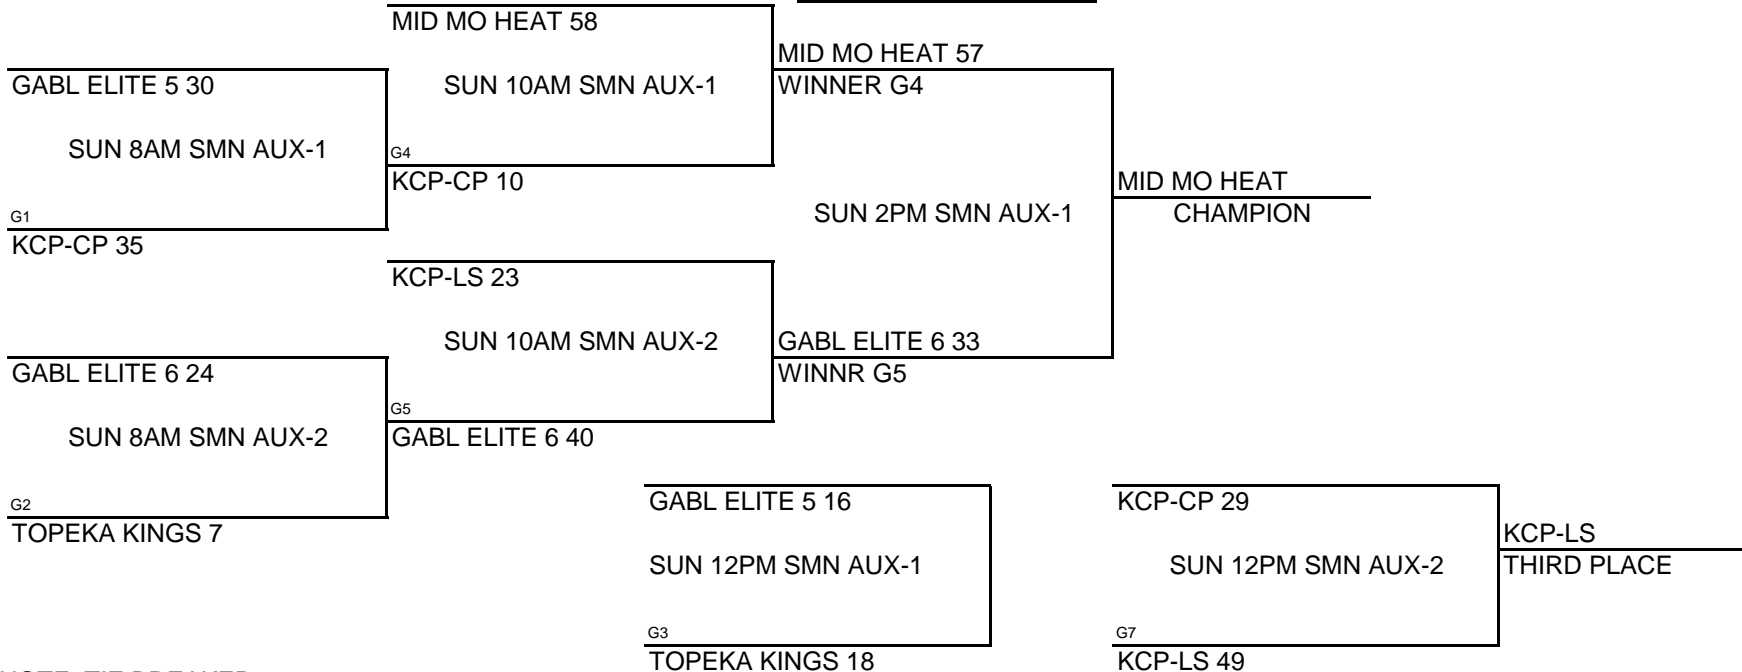 MID MO HEAT 58
MID MO HEAT 57
GABL ELITE 5 30
SUN 10AM SMN AUX-1
WINNER G4
SUN 8AM SMN AUX-1
G4
KCP-CP 10
MID MO HEAT
G1
SUN 2PM SMN AUX-1
CHAMPION
KCP-CP 35
KCP-LS 23
SUN 10AM SMN AUX-2
GABL ELITE 6 33
GABL ELITE 6 24
WINNR G5
G5
SUN 8AM SMN AUX-2
GABL ELITE 6 40
G2
GABL ELITE 5 16
KCP-CP 29
TOPEKA KINGS 7
KCP-LS
SUN 12PM SMN AUX-1
SUN 12PM SMN AUX-2
THIRD PLACE
G3
G7
TOPEKA KINGS 18
KCP-LS 49